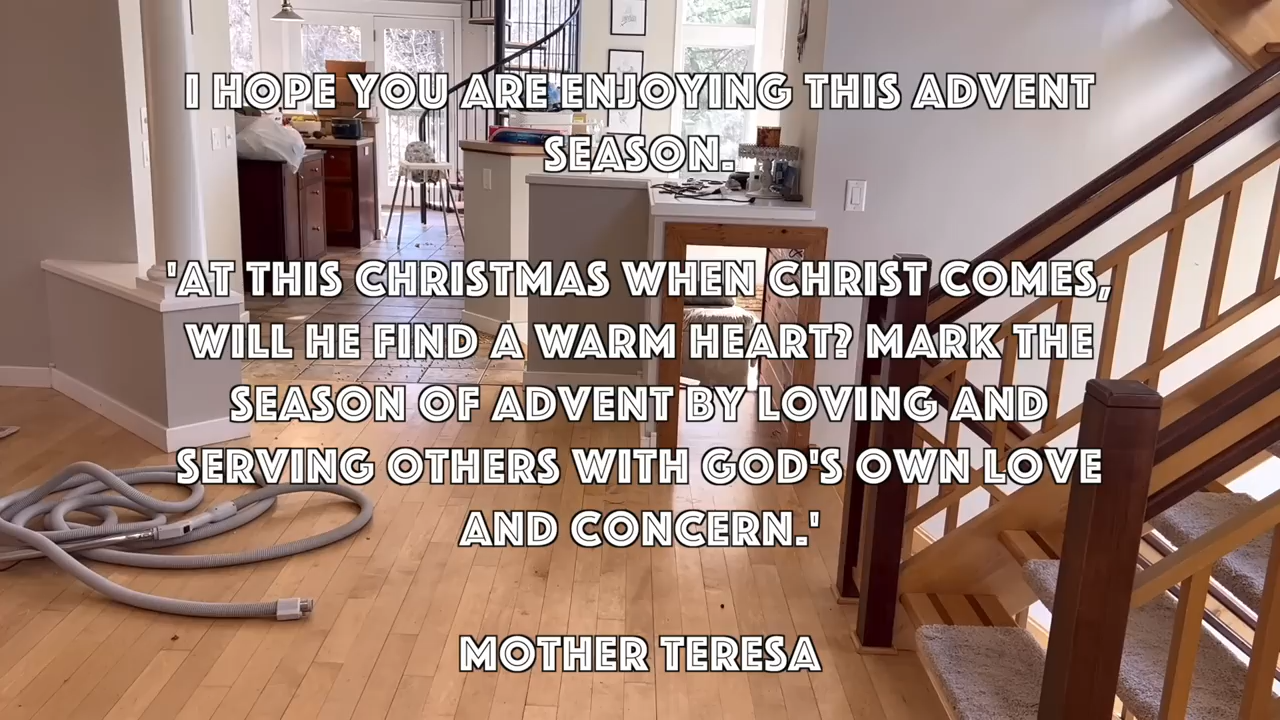 I HOPE YOU ARE ENJOYING THIS ADVENT
SEASON.
'AT THIS CHRISTMAS WHEN CHRIST COMES,
WILL HE FIND A WARM HEART? MARK THE
SEASON OF ADVENT BY LOVING AND
SERVING OTHERS WITH GOD'S OWN LOVE
AND CONCERN.'
MOTHER TERESA